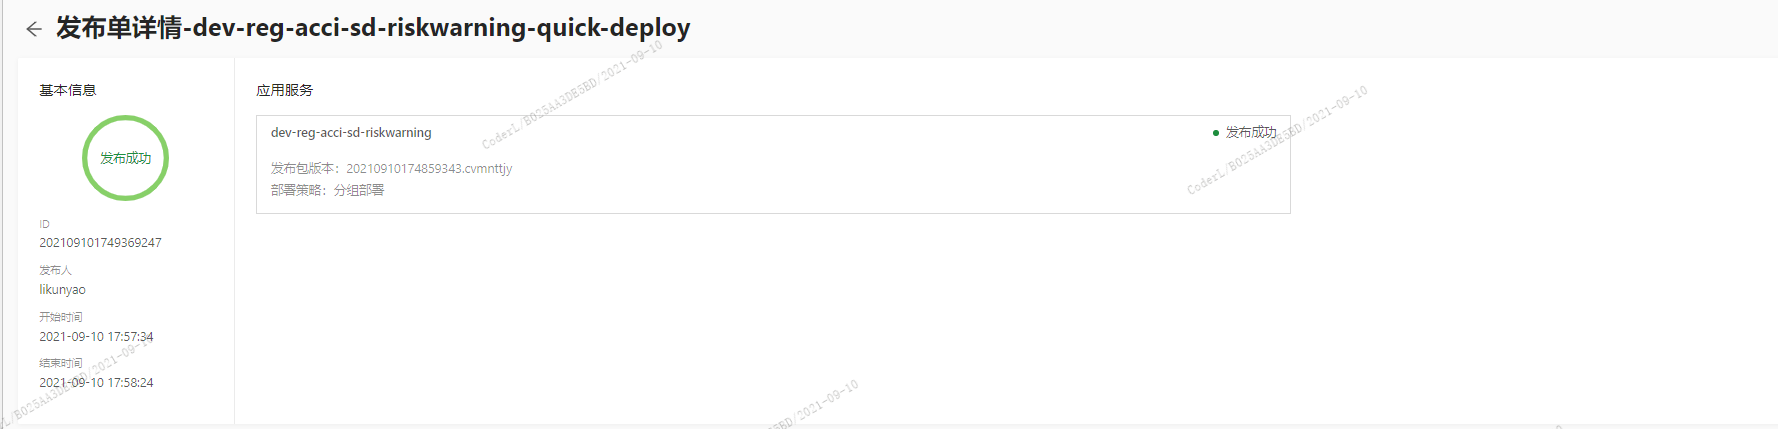 发布单详情-dev-reg-acci-sd-riskwarning-quick-deploy
基本信息
发布成功
ID
202109101749369247
发布人
likunyao
开始时间
2021-09-10 17:57:34
结束时间
2021-09-10 17:58:24
应用服务
dev-reg-acci-sd-riskwarning
发布成功
发布包版本：20210910174859343.cvmnttjy
部署策略：分组部署
CoderL/B025AA3DE5BD/2021-09-10
CoderL/B025AA3DE5BD/2021-09-10
erL/B025AA3DE5BD/2021-09-10
5BD/2021-09-10